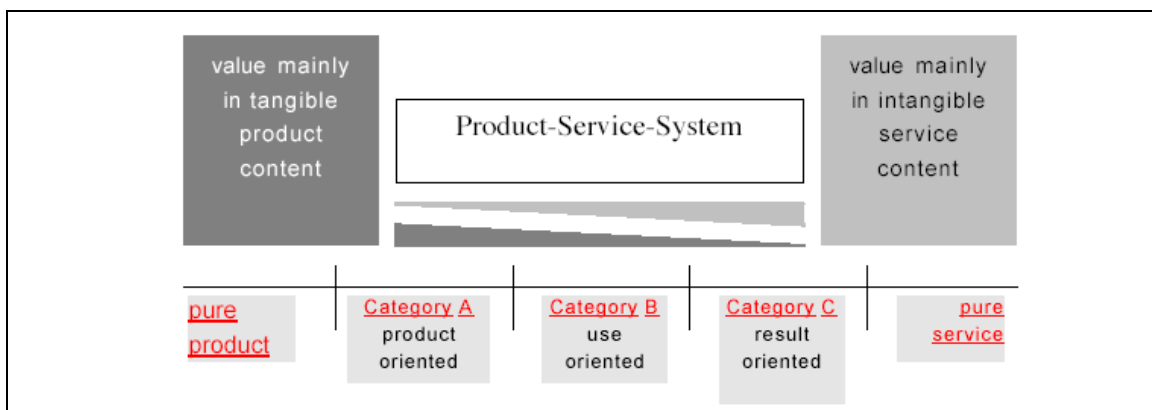 value mainly
in tangible
product
content
Product-Service-System
value mainly
in intangible
service
content
pure
product
Category A
product
oriented
Category B
use
oriented
Category C
result
oriented
pure
service